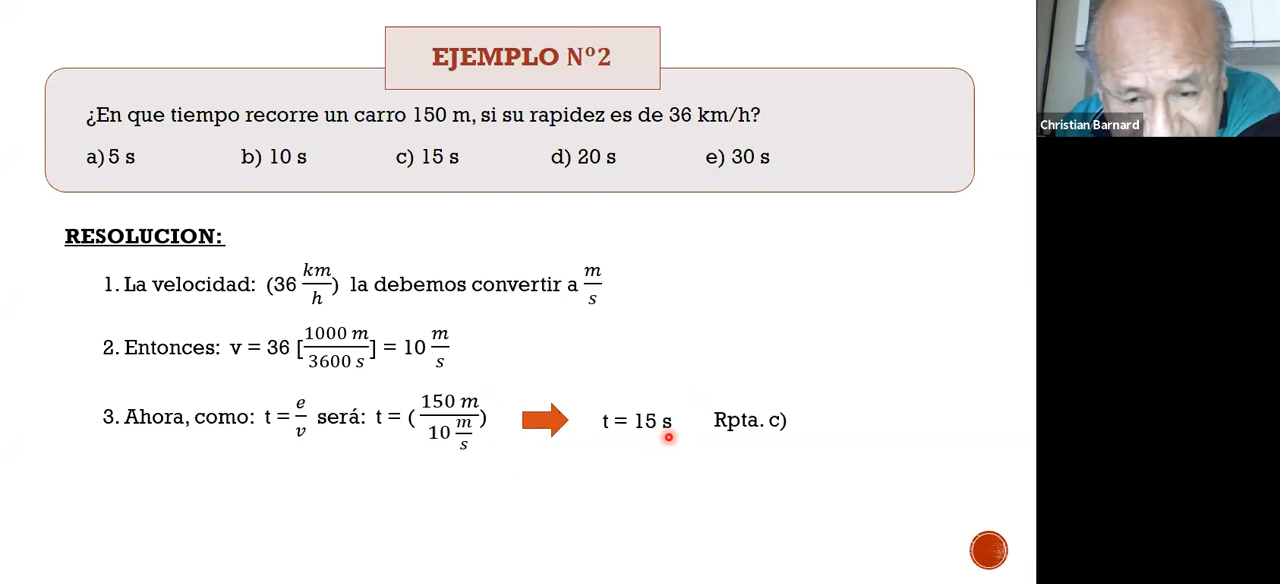 EJEMPLO Nº2
¿En que tiempo recorre un carro 150 m, si su rapidez es de 36 km/h?
a) 5 s b) 10 s c) 15 s d) 20 s e) 30 s
RESOLUCION:
1. La velocidad: (36 km/h) la debemos convertir a m/s
2. Entonces: v = 36 [1000 m/3600 s] = 10 m/s
3. Ahora, como: t = e/v será: t = (150 m/10 m/s) t = 15 s Rpta. c)
Christian Barnard